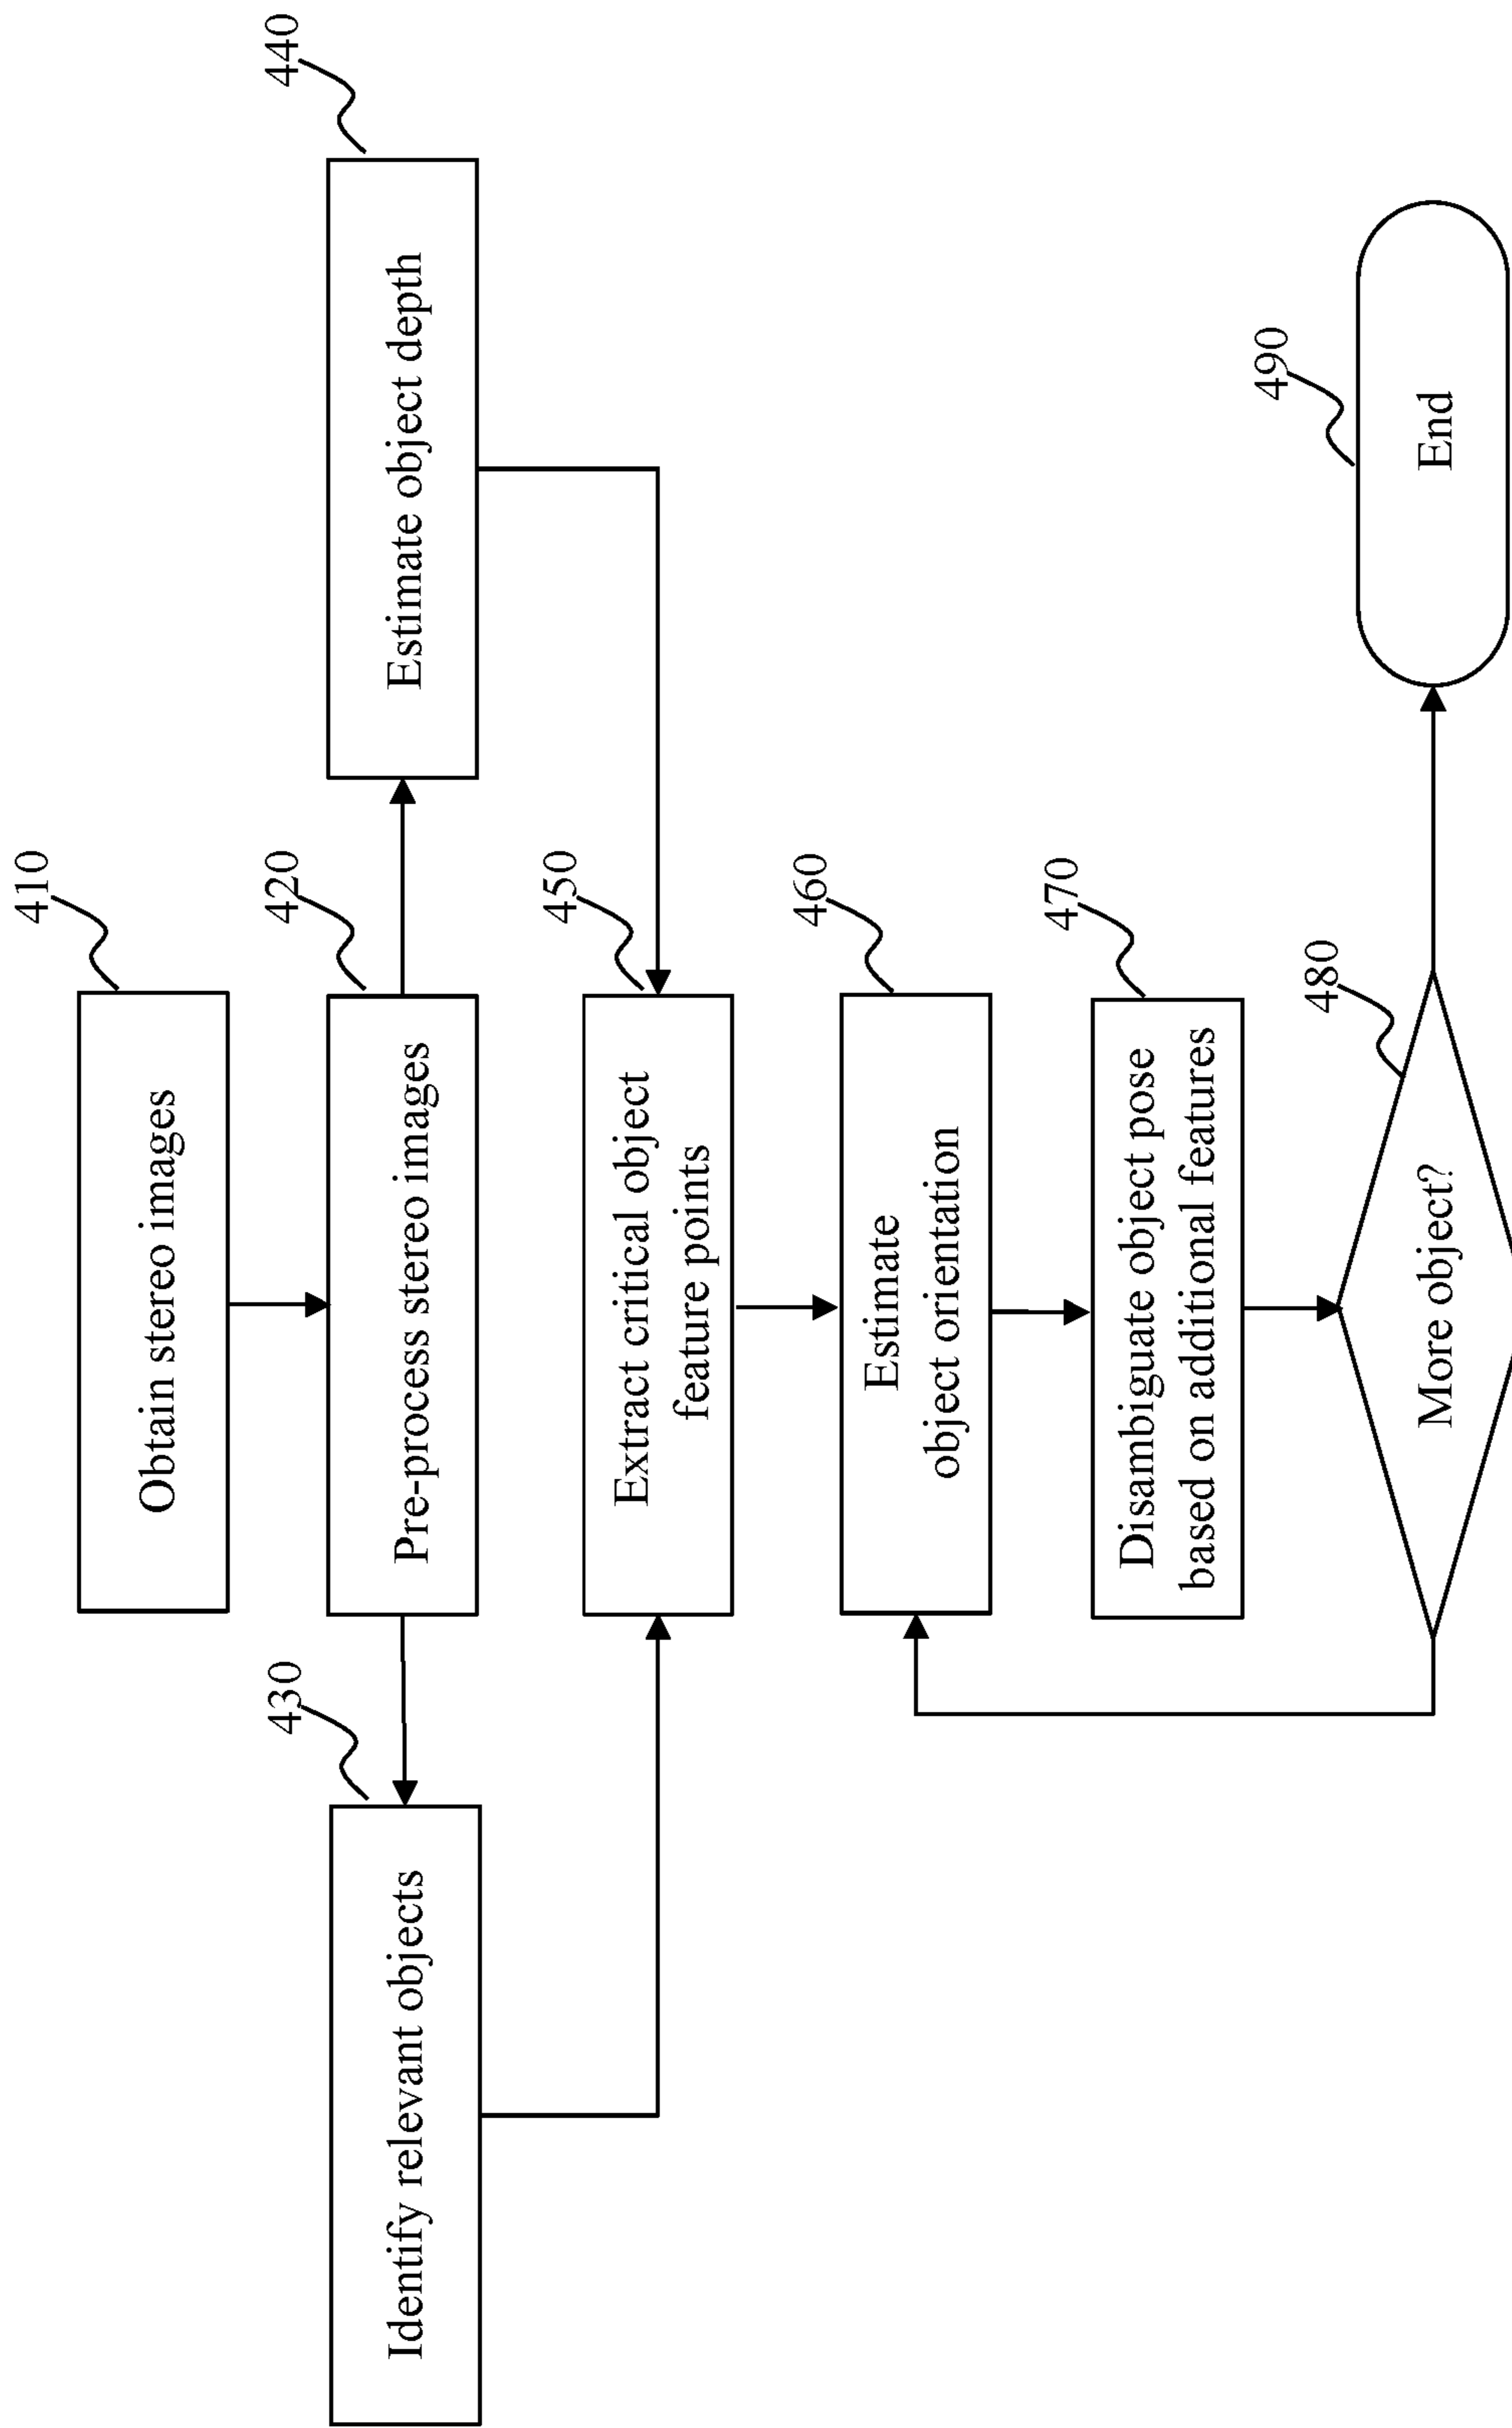 410
Obtain stereo images
420
Pre-process stereo images
430
Identify relevant objects
440
Estimate object depth
450
Extract critical object
feature points
460
Estimate
object orientation
470
Disambiguate object pose
based on additional features
480
More object?
490
End